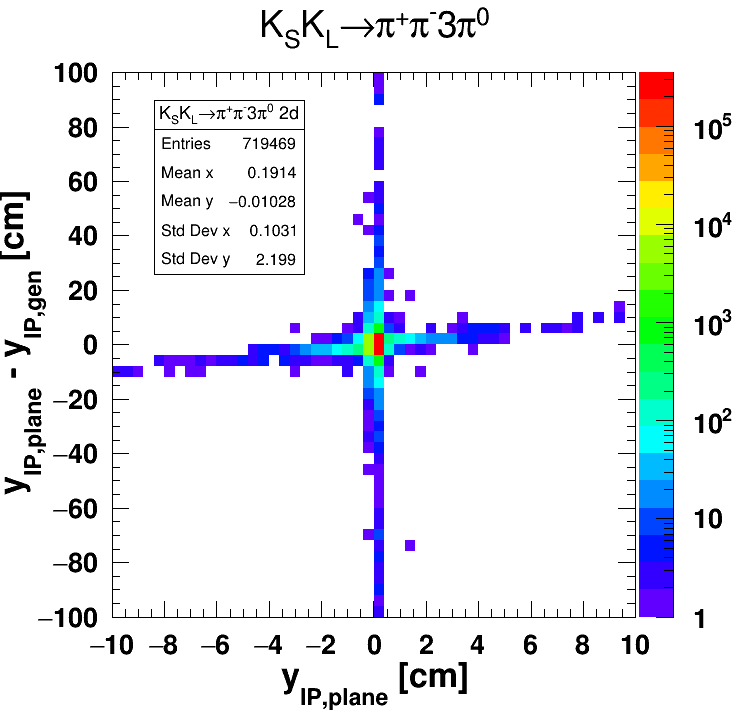 K_S K_L→π⁺π⁻3π⁰
K_S K_L→π⁺π⁻3π⁰ 2d
Entries 719469
Mean x 0.1914
Mean y −0.01028
Std Dev x 0.1031
Std Dev y 2.199
y_IP,plane - y_IP,gen [cm]
100
80
60
40
20
0
−20
−40
−60
−80
−100
−10 −8 −6 −4 −2 0 2 4 6 8 10
y_IP,plane [cm]
10⁵
10⁴
10³
10²
10
1